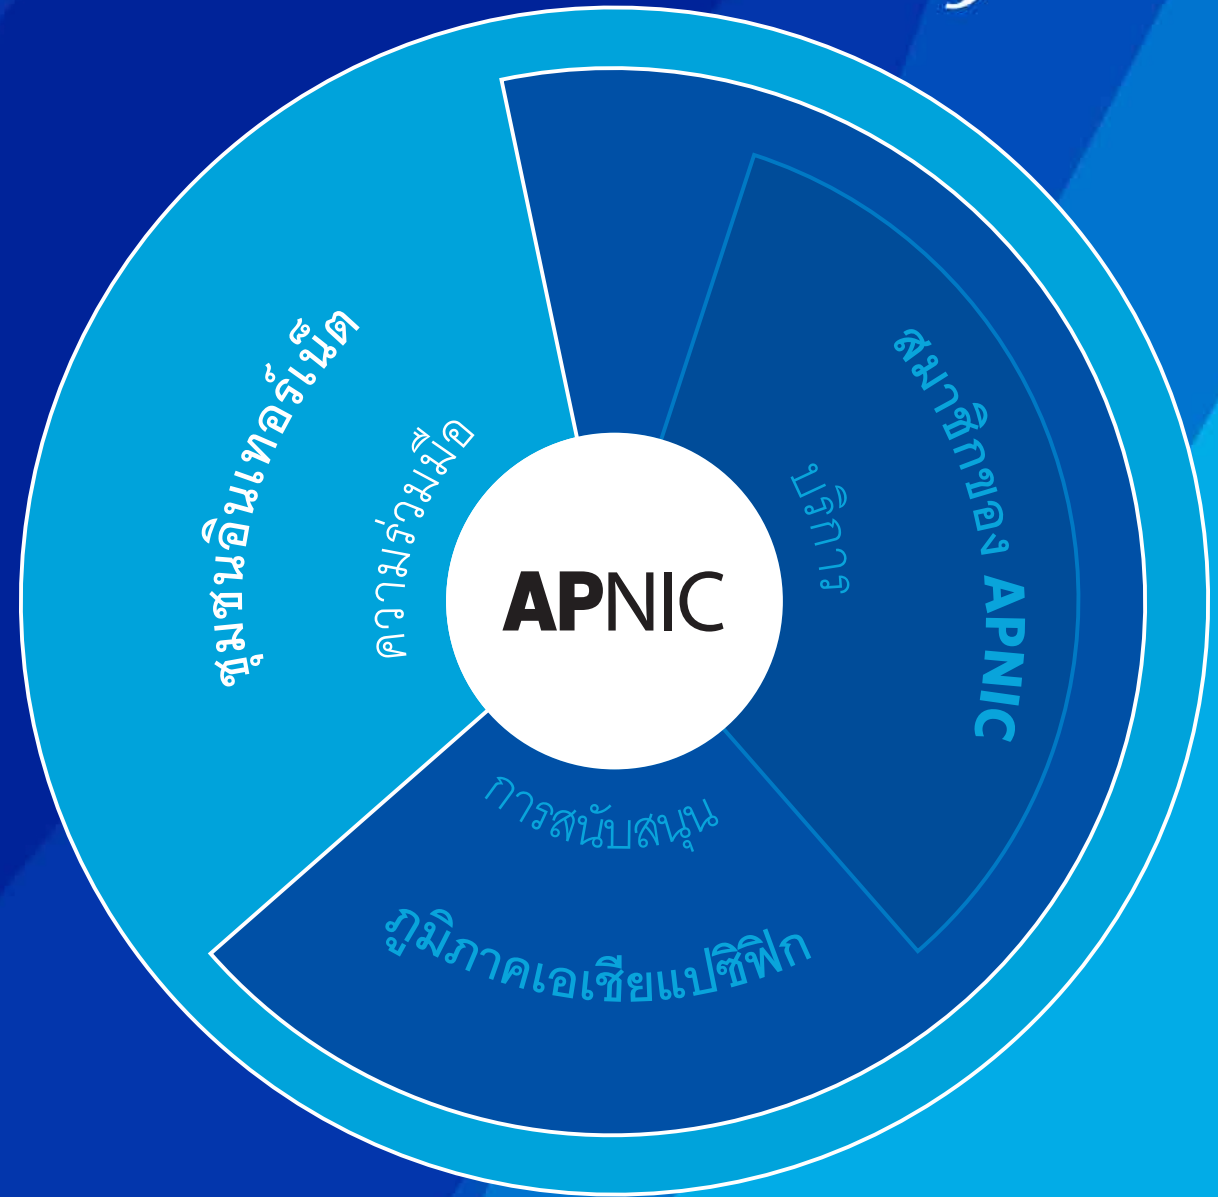 ชุมชนอินเทอร์เน็ต
ความร่วมมือ
APNIC
บริการ
สมาชิกของ APNIC
การสนับสนุน
ภูมิภาคเอเชียแปซิฟิก